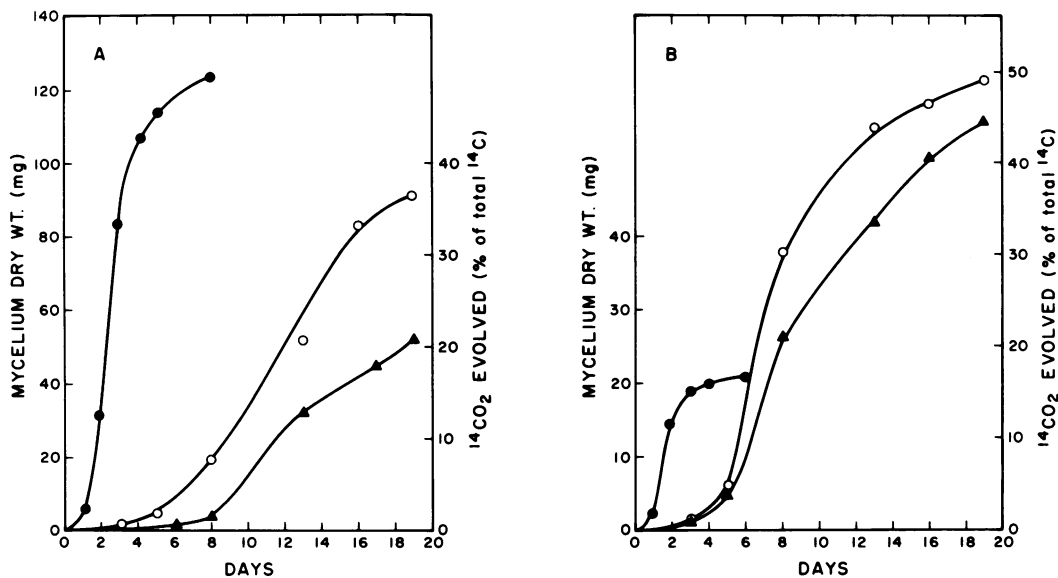 A
MYCELIUM DRY WT. (mg)
140
120
100
80
60
40
20
0
0 2 4 6 8 10 12 14 16 18 20
DAYS
40
30
20
10
0
¹⁴CO₂ EVOLVED (% of total ¹⁴C)
B
MYCELIUM DRY WT. (mg)
40
30
20
10
0
0 2 4 6 8 10 12 14 16 18 20
DAYS
50
40
30
20
10
0
¹⁴CO₂ EVOLVED (% of total ¹⁴C)